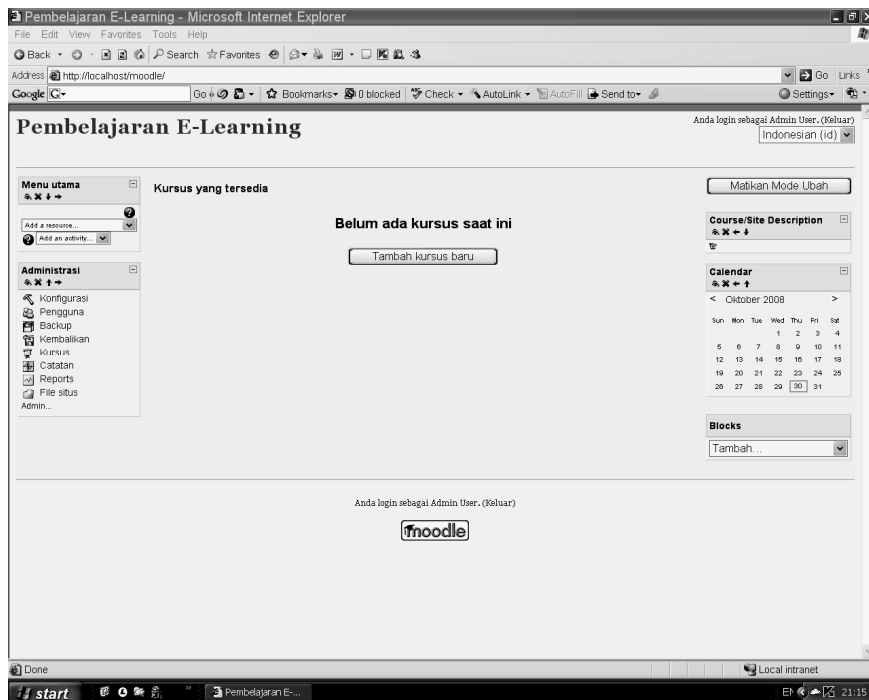 Pembelajaran E-Learning - Microsoft Internet Explorer
File Edit View Favorites Tools Help
Back Search Favorites
Address http://localhost/moodle/ Go Links
Google G Go Bookmarks 0 blocked Check AutoLink AutoFill Send to Settings
Pembelajaran E-Learning
Anda login sebagai Admin User. (Keluar)
Indonesian (id)
Menu utama
Add a resource...
Add an activity...
Administrasi
Konfigurasi
Pengguna
Backup
Kembalikan
Kursus
Catatan
Reports
File situs
Admin...
Kursus yang tersedia
Belum ada kursus saat ini
Tambah kursus baru
Matikan Mode Ubah
Course/Site Description
Calendar
< Oktober 2008 >
Sun Mon Tue Wed Thu Fri Sat
1 2 3 4
5 6 7 8 9 10 11
12 13 14 15 16 17 18
19 20 21 22 23 24 25
26 27 28 29 30 31
Blocks
Tambah...
Anda login sebagai Admin User. (Keluar)
moodle
Done Local intranet
start Pembelajaran E-... EN 21:15